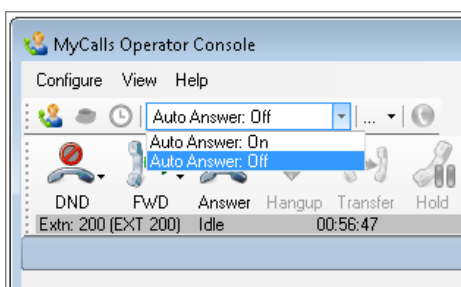 MyCalls Operator Console
Configure View Help
Auto Answer: Off ...
Auto Answer: On
Auto Answer: Off
DND FWD Answer Hangup Transfer Hold
Extn: 200 (EXT 200) Idle 00:56:47